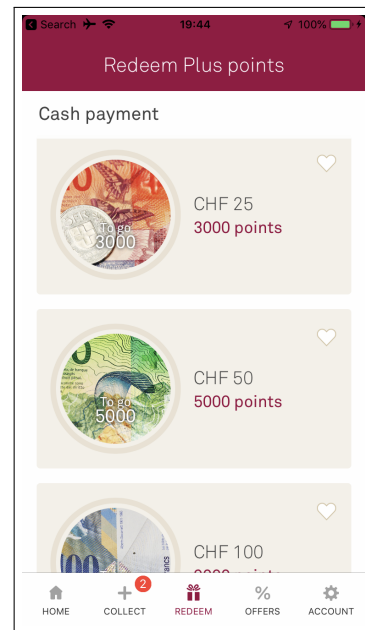 Search
19:44
100%
Redeem Plus points
Cash payment
To go
3000
CHF 25
3000 points
To go
5000
CHF 50
5000 points
CHF 100
2
HOME
COLLECT
REDEEM
OFFERS
ACCOUNT